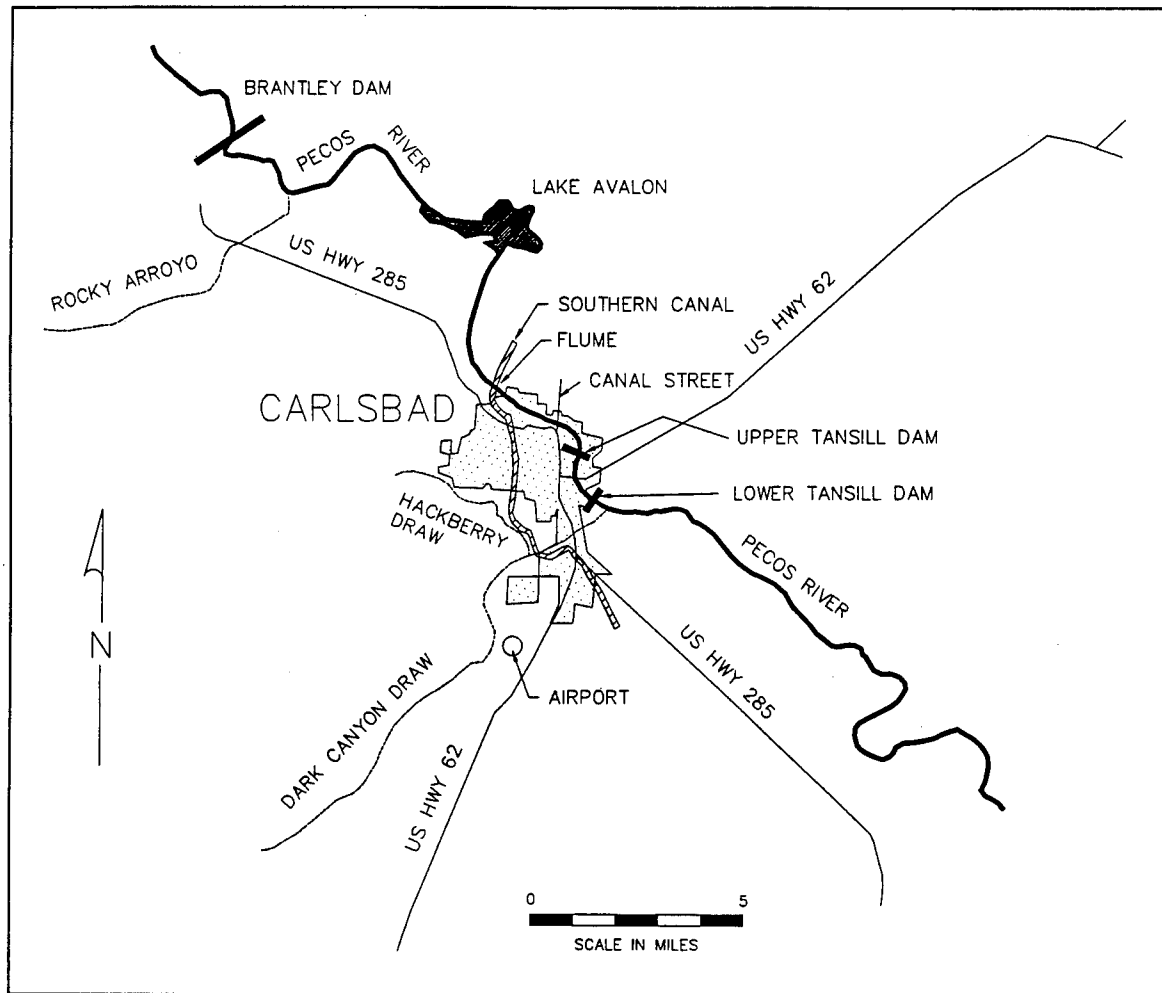 BRANTLEY DAM
PECOS RIVER
LAKE AVALON
ROCKY ARROYO
US HWY 285
US HWY 62
SOUTHERN CANAL
FLUME
CANAL STREET
CARLSBAD
UPPER TANSILL DAM
LOWER TANSILL DAM
HACKBERRY
DRAW
PECOS RIVER
N
US HWY 285
AIRPORT
DARK CANYON DRAW
US HWY 62
0 5
SCALE IN MILES